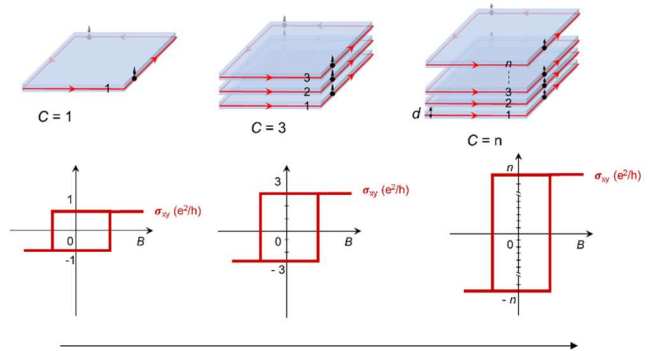 1
3
2
1
n
3
2
1
d
C = 1
C = 3
C = n
1
0
-1
B
σxy (e²/h)
3
0
- 3
B
σxy (e²/h)
n
0
- n
B
σxy (e²/h)